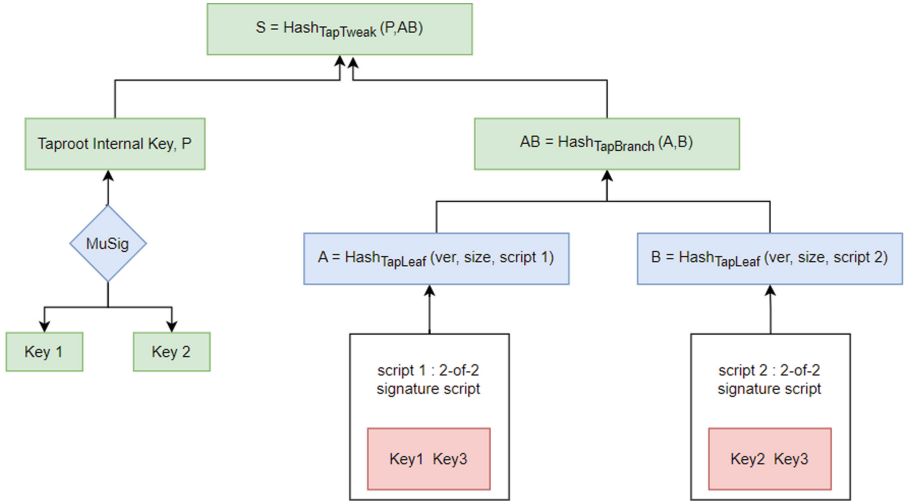 S = HashTapTweak (P,AB)
Taproot Internal Key, P
AB = HashTapBranch (A,B)
MuSig
A = HashTapLeaf (ver, size, script 1)
B = HashTapLeaf (ver, size, script 2)
Key 1
Key 2
script 1 : 2-of-2
signature script
Key1 Key3
script 2 : 2-of-2
signature script
Key2 Key3